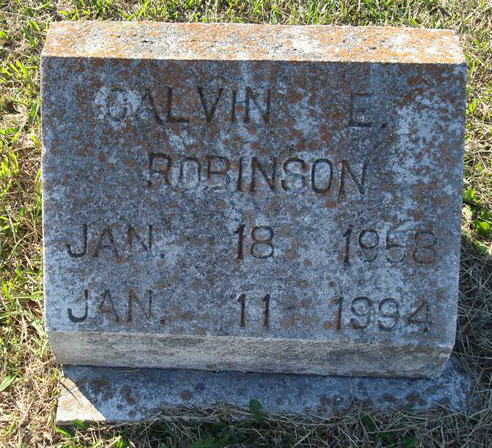 CALVIN E.
ROBINSON
JAN. 18 1958
JAN. 11 1994